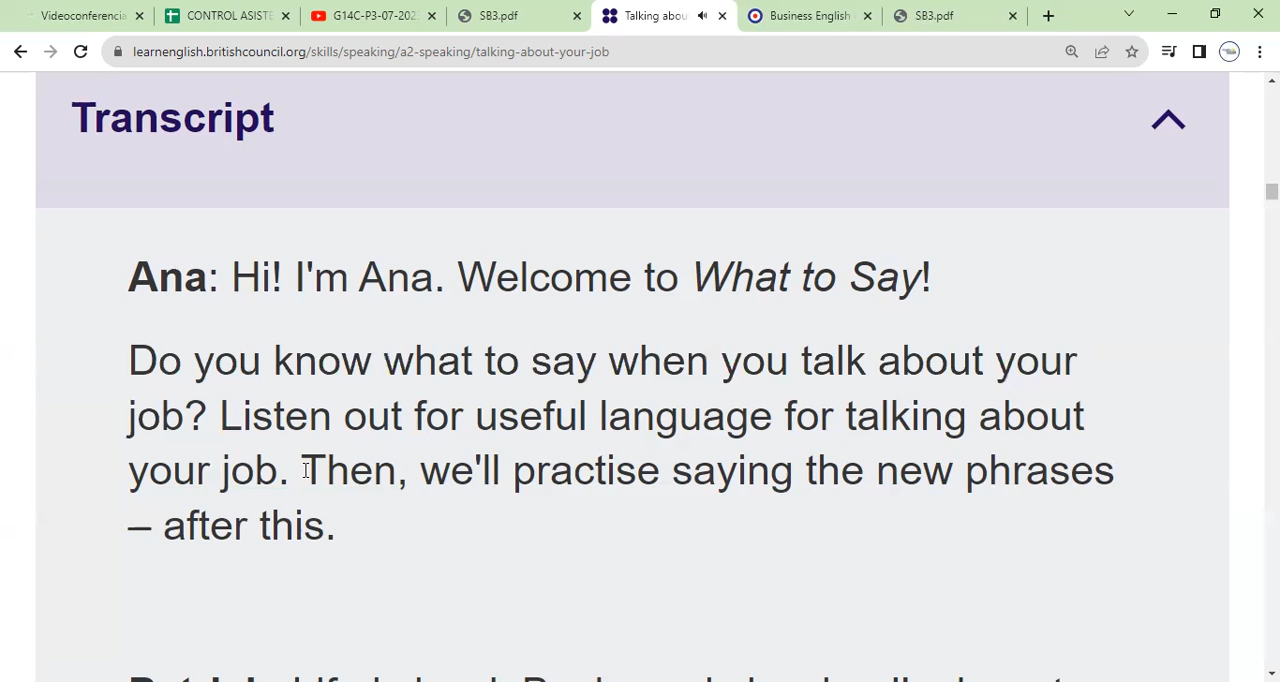 Videoconferencia
CONTROL ASISTE
G14C-P3-07-202
SB3.pdf
Talking abou
Business English
SB3.pdf
learnenglish.britishcouncil.org/skills/speaking/a2-speaking/talking-about-your-job
Transcript
Ana: Hi! I'm Ana. Welcome to What to Say!
Do you know what to say when you talk about your
job? Listen out for useful language for talking about
your job. Then, we'll practise saying the new phrases
– after this.